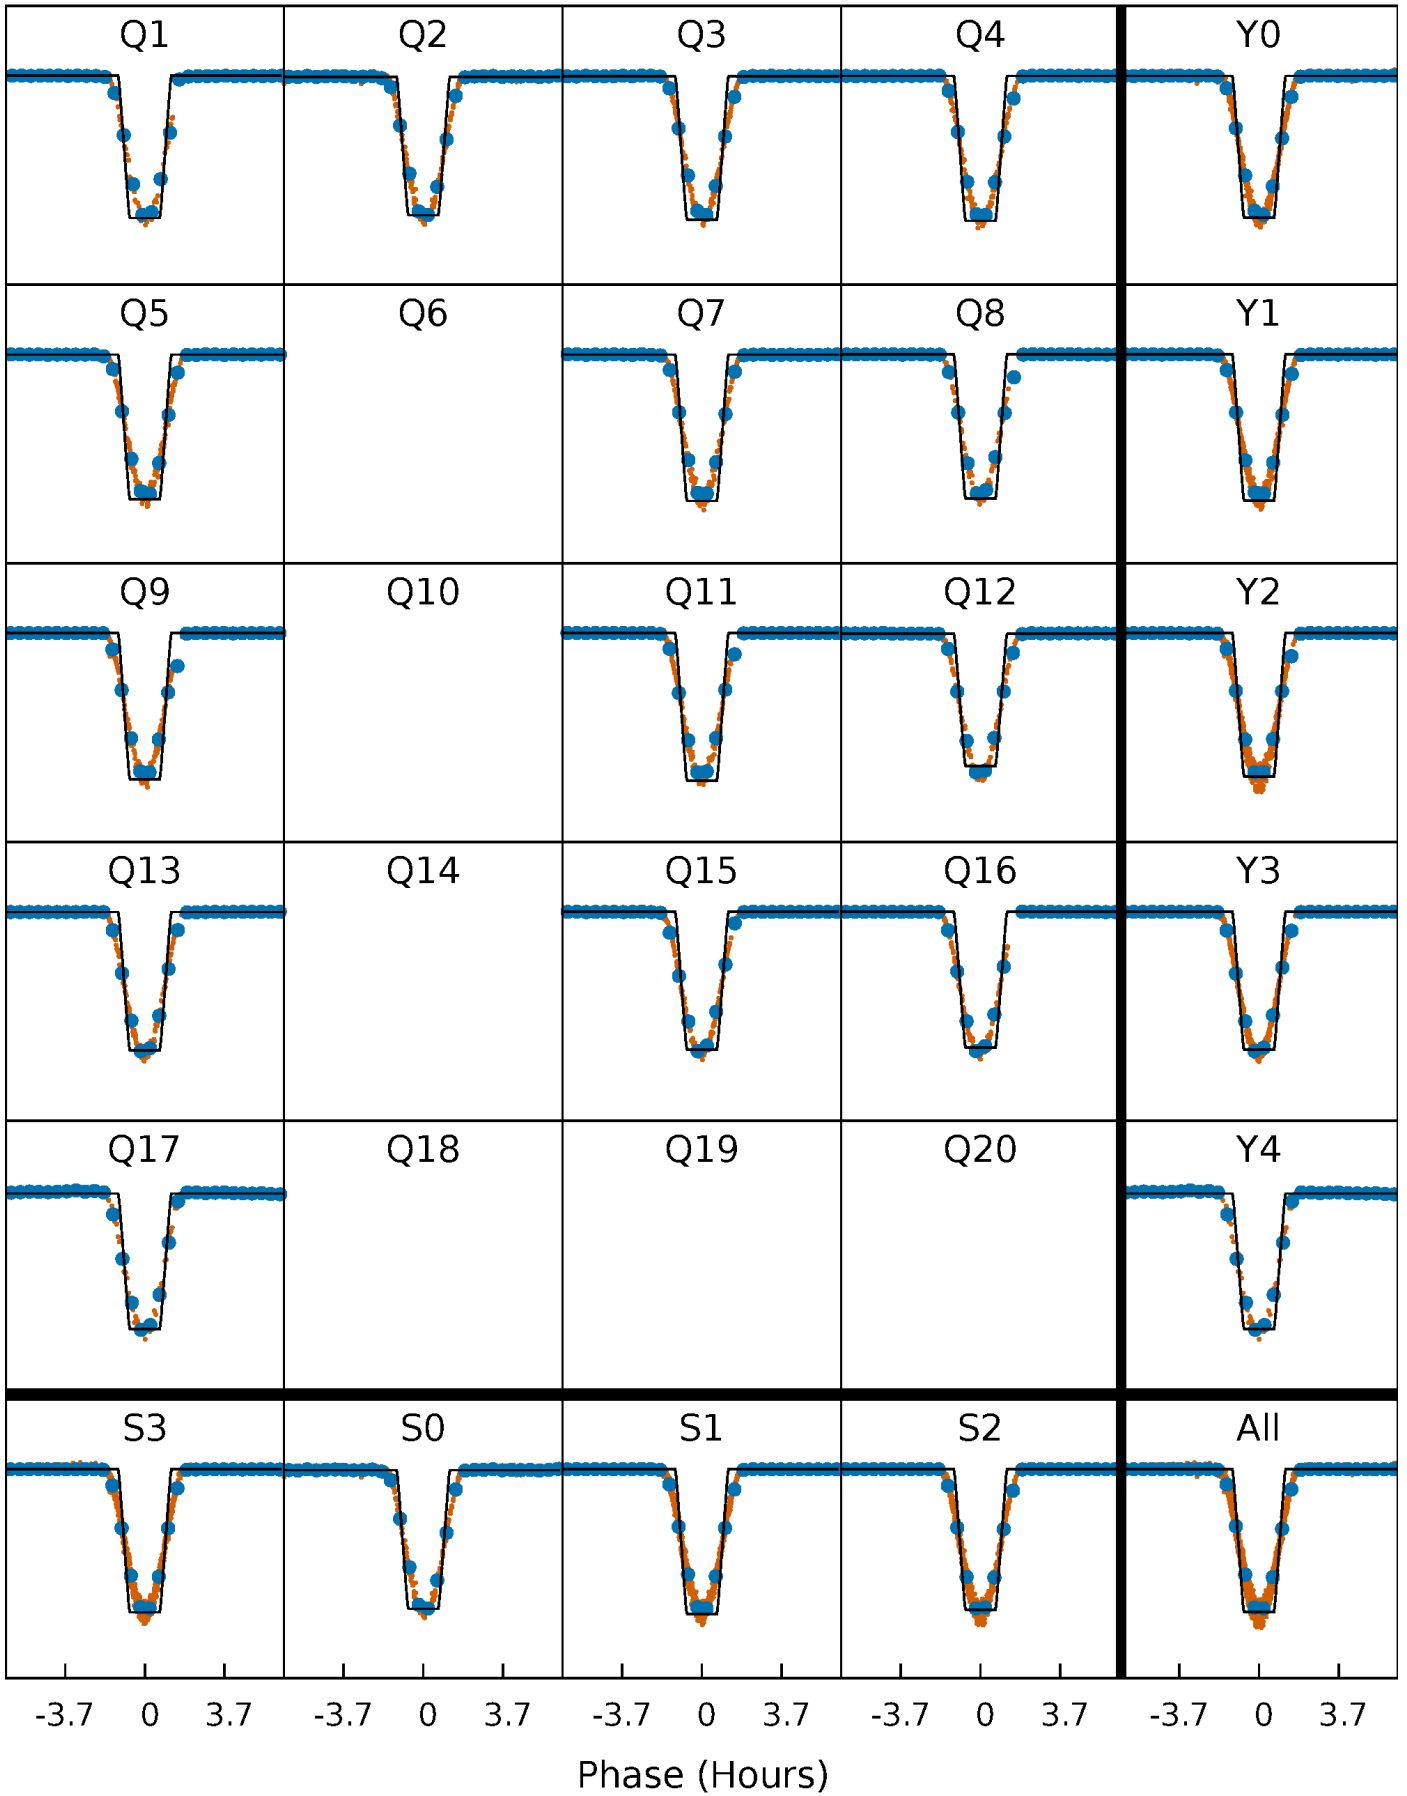 Q1 Q2 Q3 Q4 Y0
Q5 Q6 Q7 Q8 Y1
Q9 Q10 Q11 Q12 Y2
Q13 Q14 Q15 Q16 Y3
Q17 Q18 Q19 Q20 Y4
S3 S0 S1 S2 All
-3.7 0 3.7 -3.7 0 3.7 -3.7 0 3.7 -3.7 0 3.7 -3.7 0 3.7
Phase (Hours)